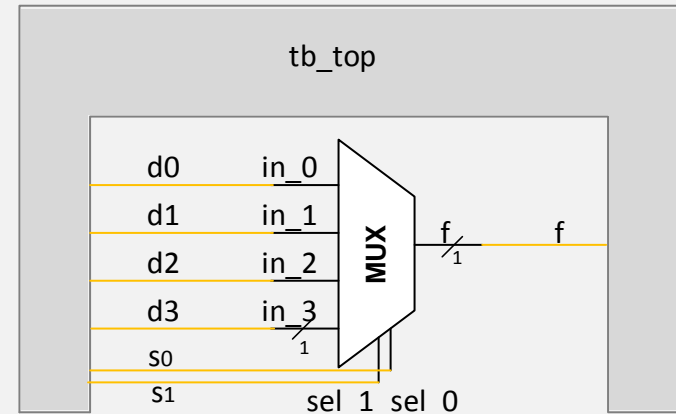 tb_top
d0 in_0
d1 in_1
MUX
f
1
f
d2 in_2
d3 in_3
1
s0
s1
sel_1 sel_0